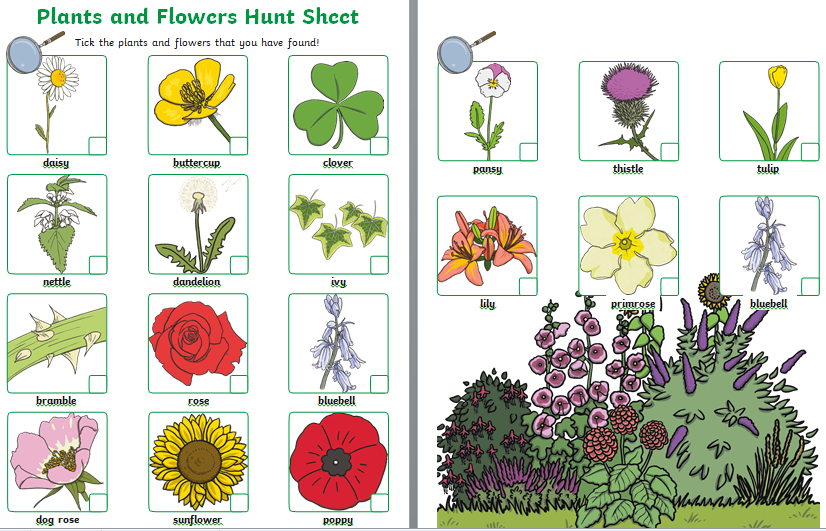 Plants and Flowers Hunt Sheet
Tick the plants and flowers that you have found!
daisy buttercup clover
nettle dandelion ivy
bramble rose bluebell
dog rose sunflower poppy
pansy thistle tulip
lily primrose bluebell